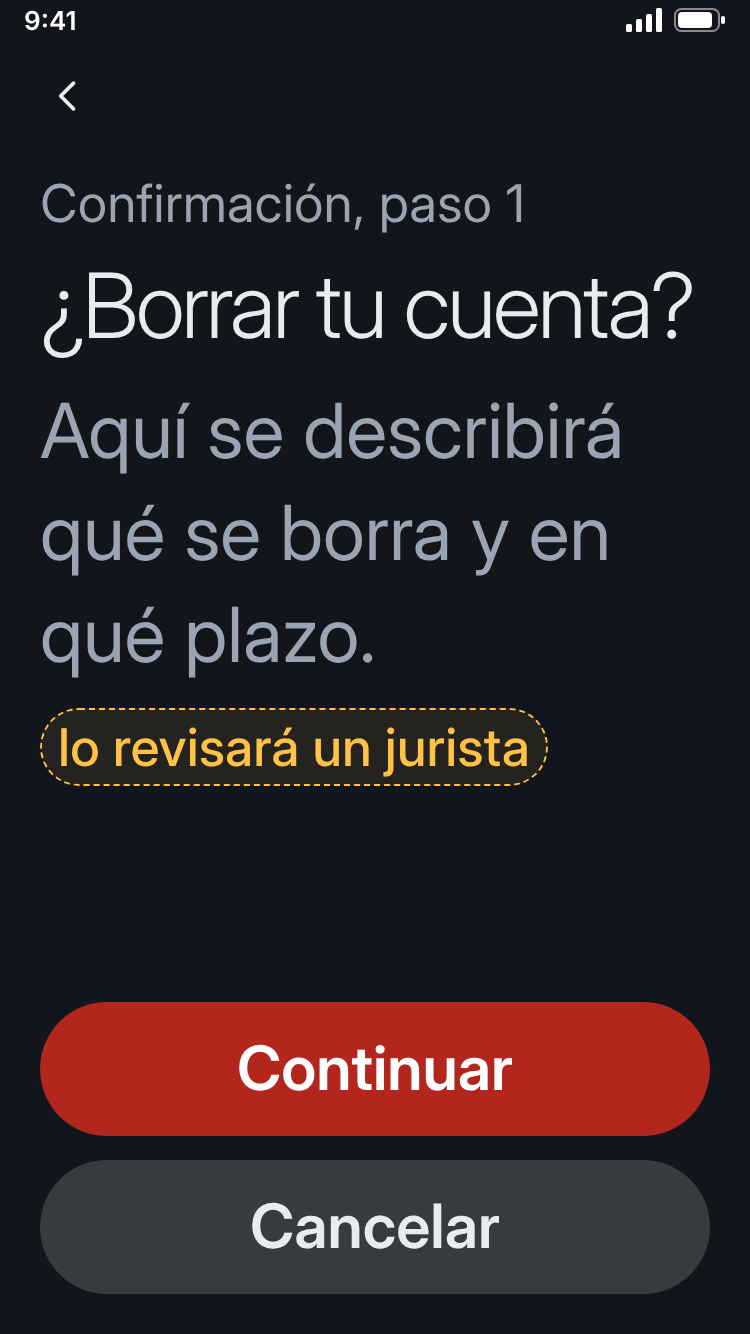 9:41
Confirmación, paso 1
¿Borrar tu cuenta?
Aquí se describirá
qué se borra y en
qué plazo.
lo revisará un jurista
Continuar
Cancelar